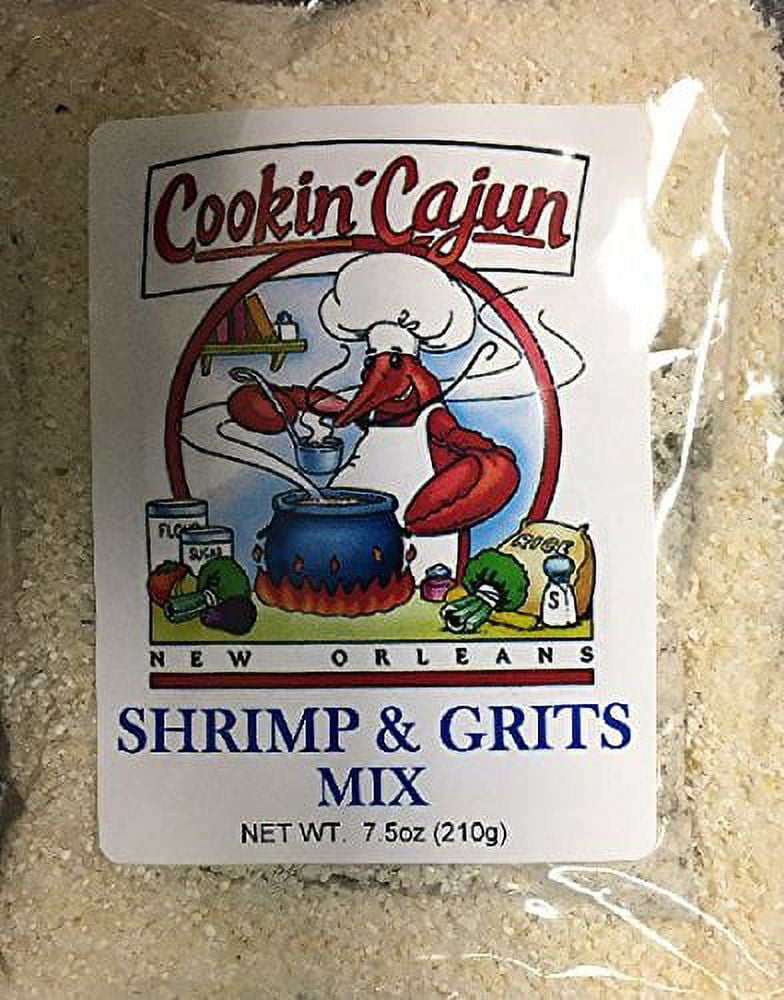 Cookin' Cajun
FLOUR
SUGAR
RICE
S
NEW ORLEANS
SHRIMP & GRITS
MIX
NET WT. 7.5oz (210g)